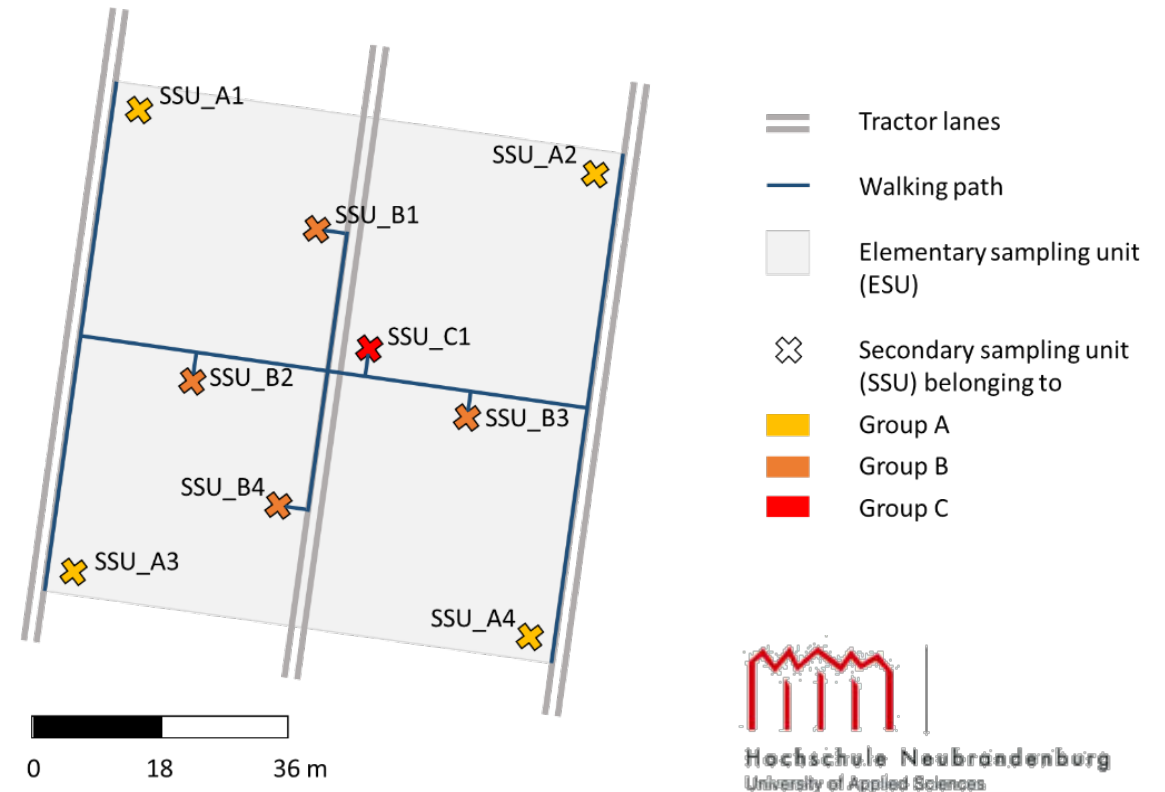 SSU_A1
SSU_A2
SSU_B1
SSU_C1
SSU_B2
SSU_B3
SSU_B4
SSU_A3
SSU_A4
0 18 36 m
Tractor lanes
Walking path
Elementary sampling unit
(ESU)
Secondary sampling unit
(SSU) belonging to
Group A
Group B
Group C
Hochschule Neubrandenburg
University of Applied Sciences